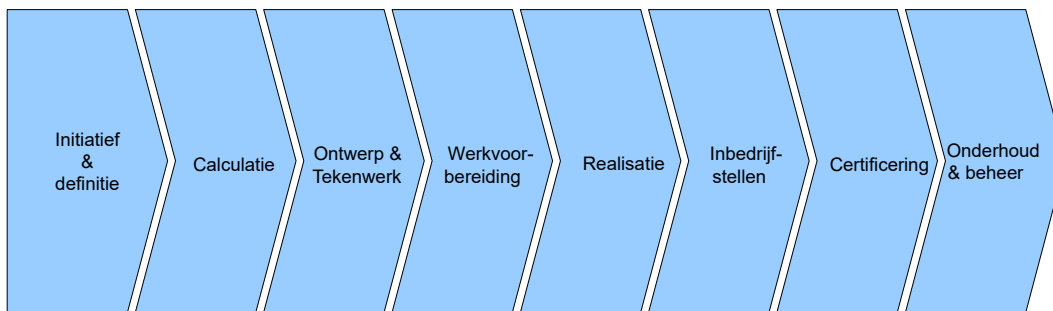 Initiatief
&
definitie
Calculatie
Ontwerp &
Tekenwerk
Werkvoor-
bereiding
Realisatie
Inbedrijf-
stellen
Certificering
Onderhoud
& beheer